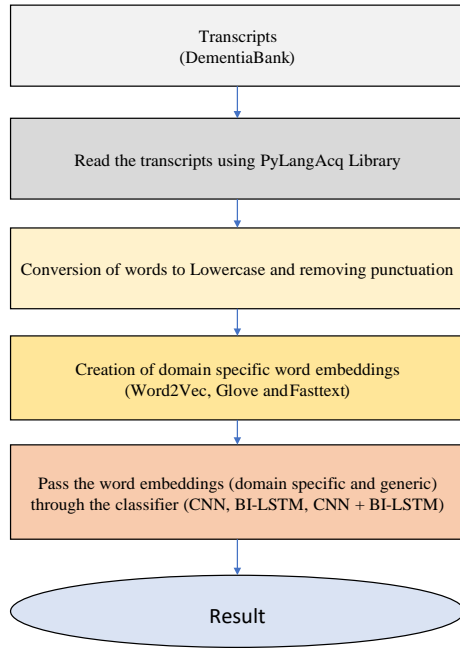 Transcripts
(DementiaBank)
Read the transcripts using PyLangAcq Library
Conversion of words to Lowercase and removing punctuation
Creation of domain specific word embeddings
(Word2Vec, Glove andFasttext)
Pass the word embeddings (domain specific and generic)
through the classifier (CNN, BI-LSTM, CNN + BI-LSTM)
Result